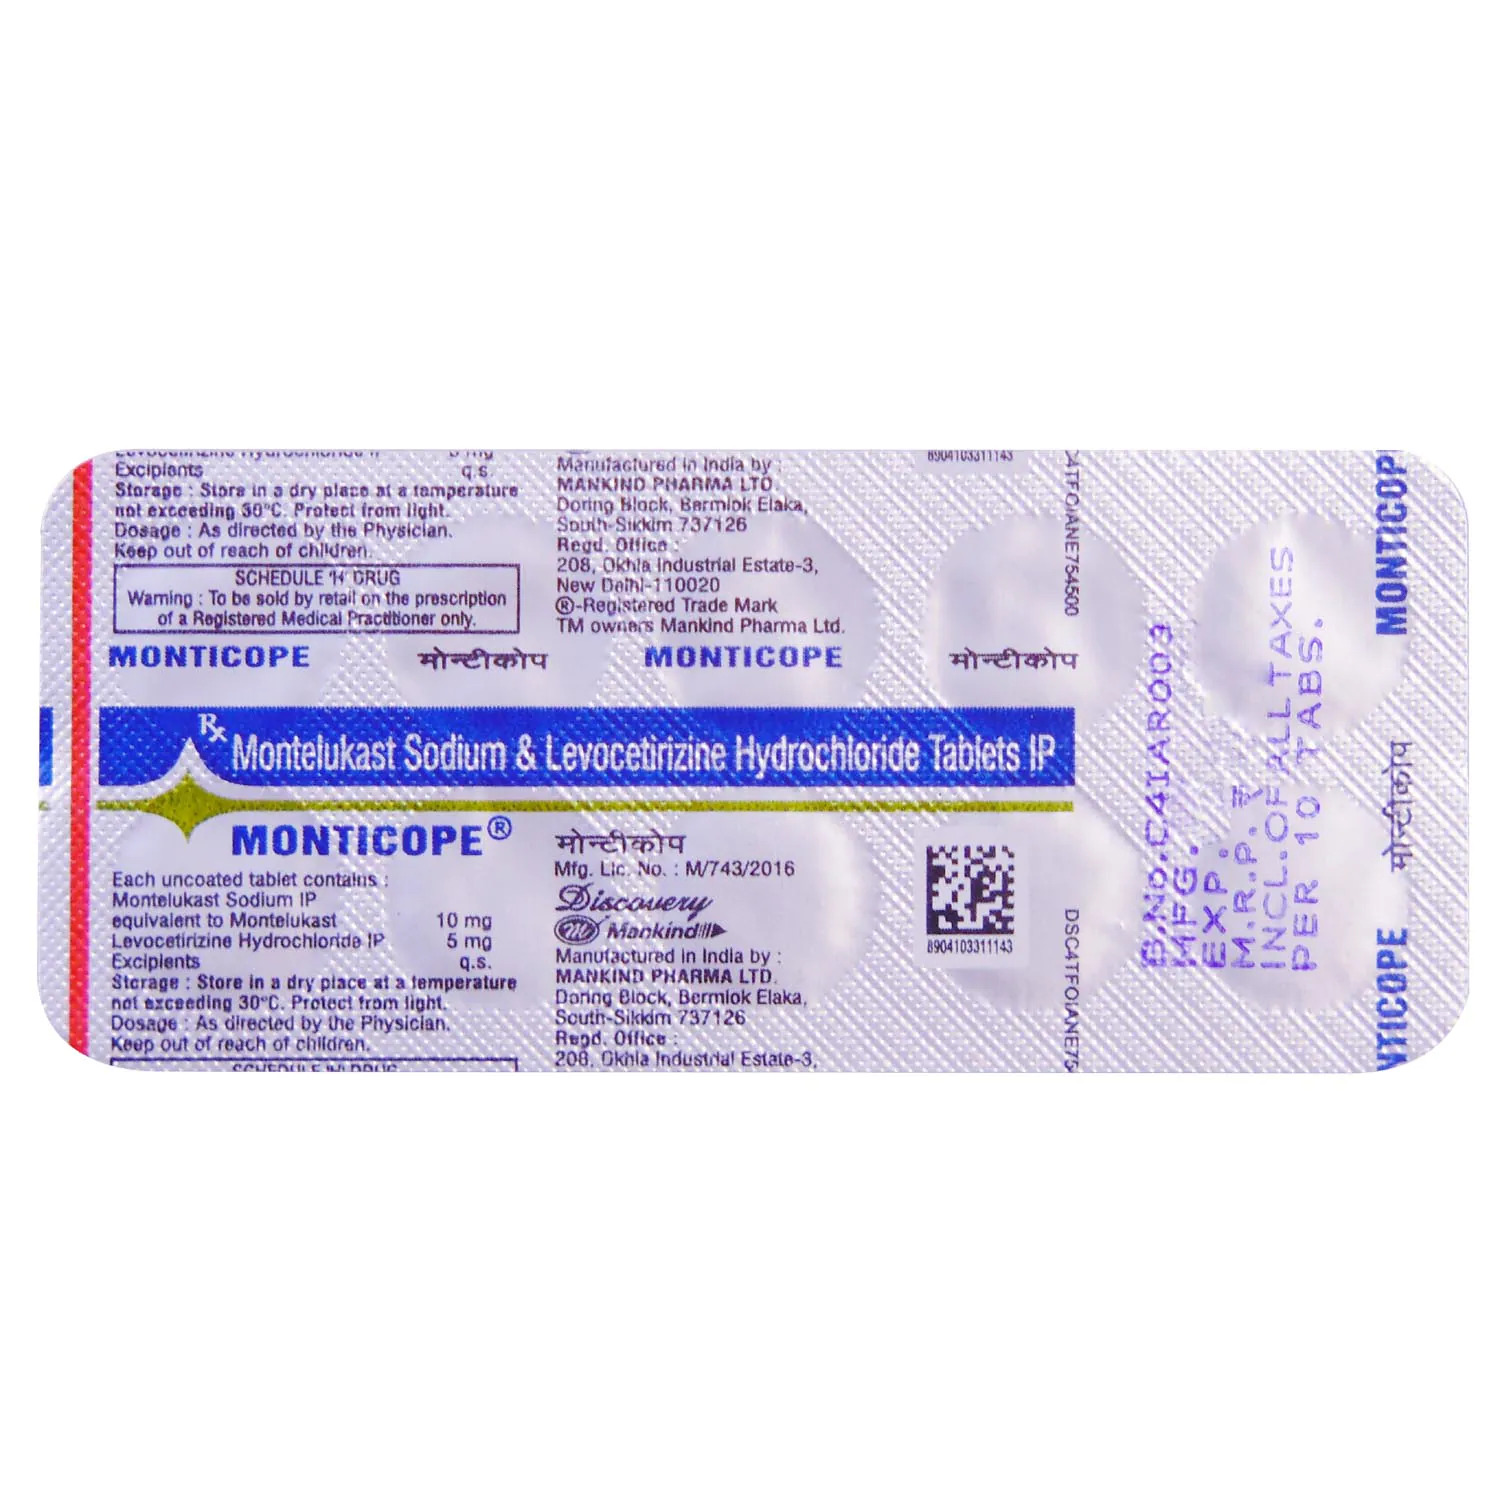 Excipients q.s.
Storage : Store in a dry place at a temperature
not exceeding 30°C. Protect from light.
Dosage : As directed by the Physician.
Keep out of reach of children.
SCHEDULE 'H' DRUG
Warning : To be sold by retail on the prescription
of a Registered Medical Practitioner only.
Manufactured in India by :
MANKIND PHARMA LTD.
Doring Block, Bermiok Elaka,
South-Sikkim 737126
Regd. Office :
208, Okhla Industrial Estate-3,
New Delhi-110020
®-Registered Trade Mark
TM owners Mankind Pharma Ltd.
8904103311143
C4TFOIANE754500
MONTICOPE मोन्टीकोप MONTICOPE मोन्टीकोप
Rx Montelukast Sodium & Levocetirizine Hydrochloride Tablets IP
MONTICOPE® मोन्टीकोप
Each uncoated tablet contains :
Montelukast Sodium IP
equivalent to Montelukast 10 mg
Levocetirizine Hydrochloride IP 5 mg
Excipients q.s.
Storage : Store in a dry place at a temperature
not exceeding 30°C. Protect from light.
Dosage : As directed by the Physician.
Keep out of reach of children.
SCHEDULE 'H' DRUG
Mfg. Lic. No. : M/743/2016
Discovery
Mankind
Manufactured in India by :
MANKIND PHARMA LTD.
Doring Block, Bermiok Elaka,
South-Sikkim 737126
Regd. Office :
208, Okhla Industrial Estate-3,
8904103311143
DSC4TFOIANE75
B.No.C4IAR003
MFG.
EXP.
M.R.P. ₹
INCL.OF ALL TAXES
PER 10 TABS.
NTICOPE मोन्टीकोप MONTICOP